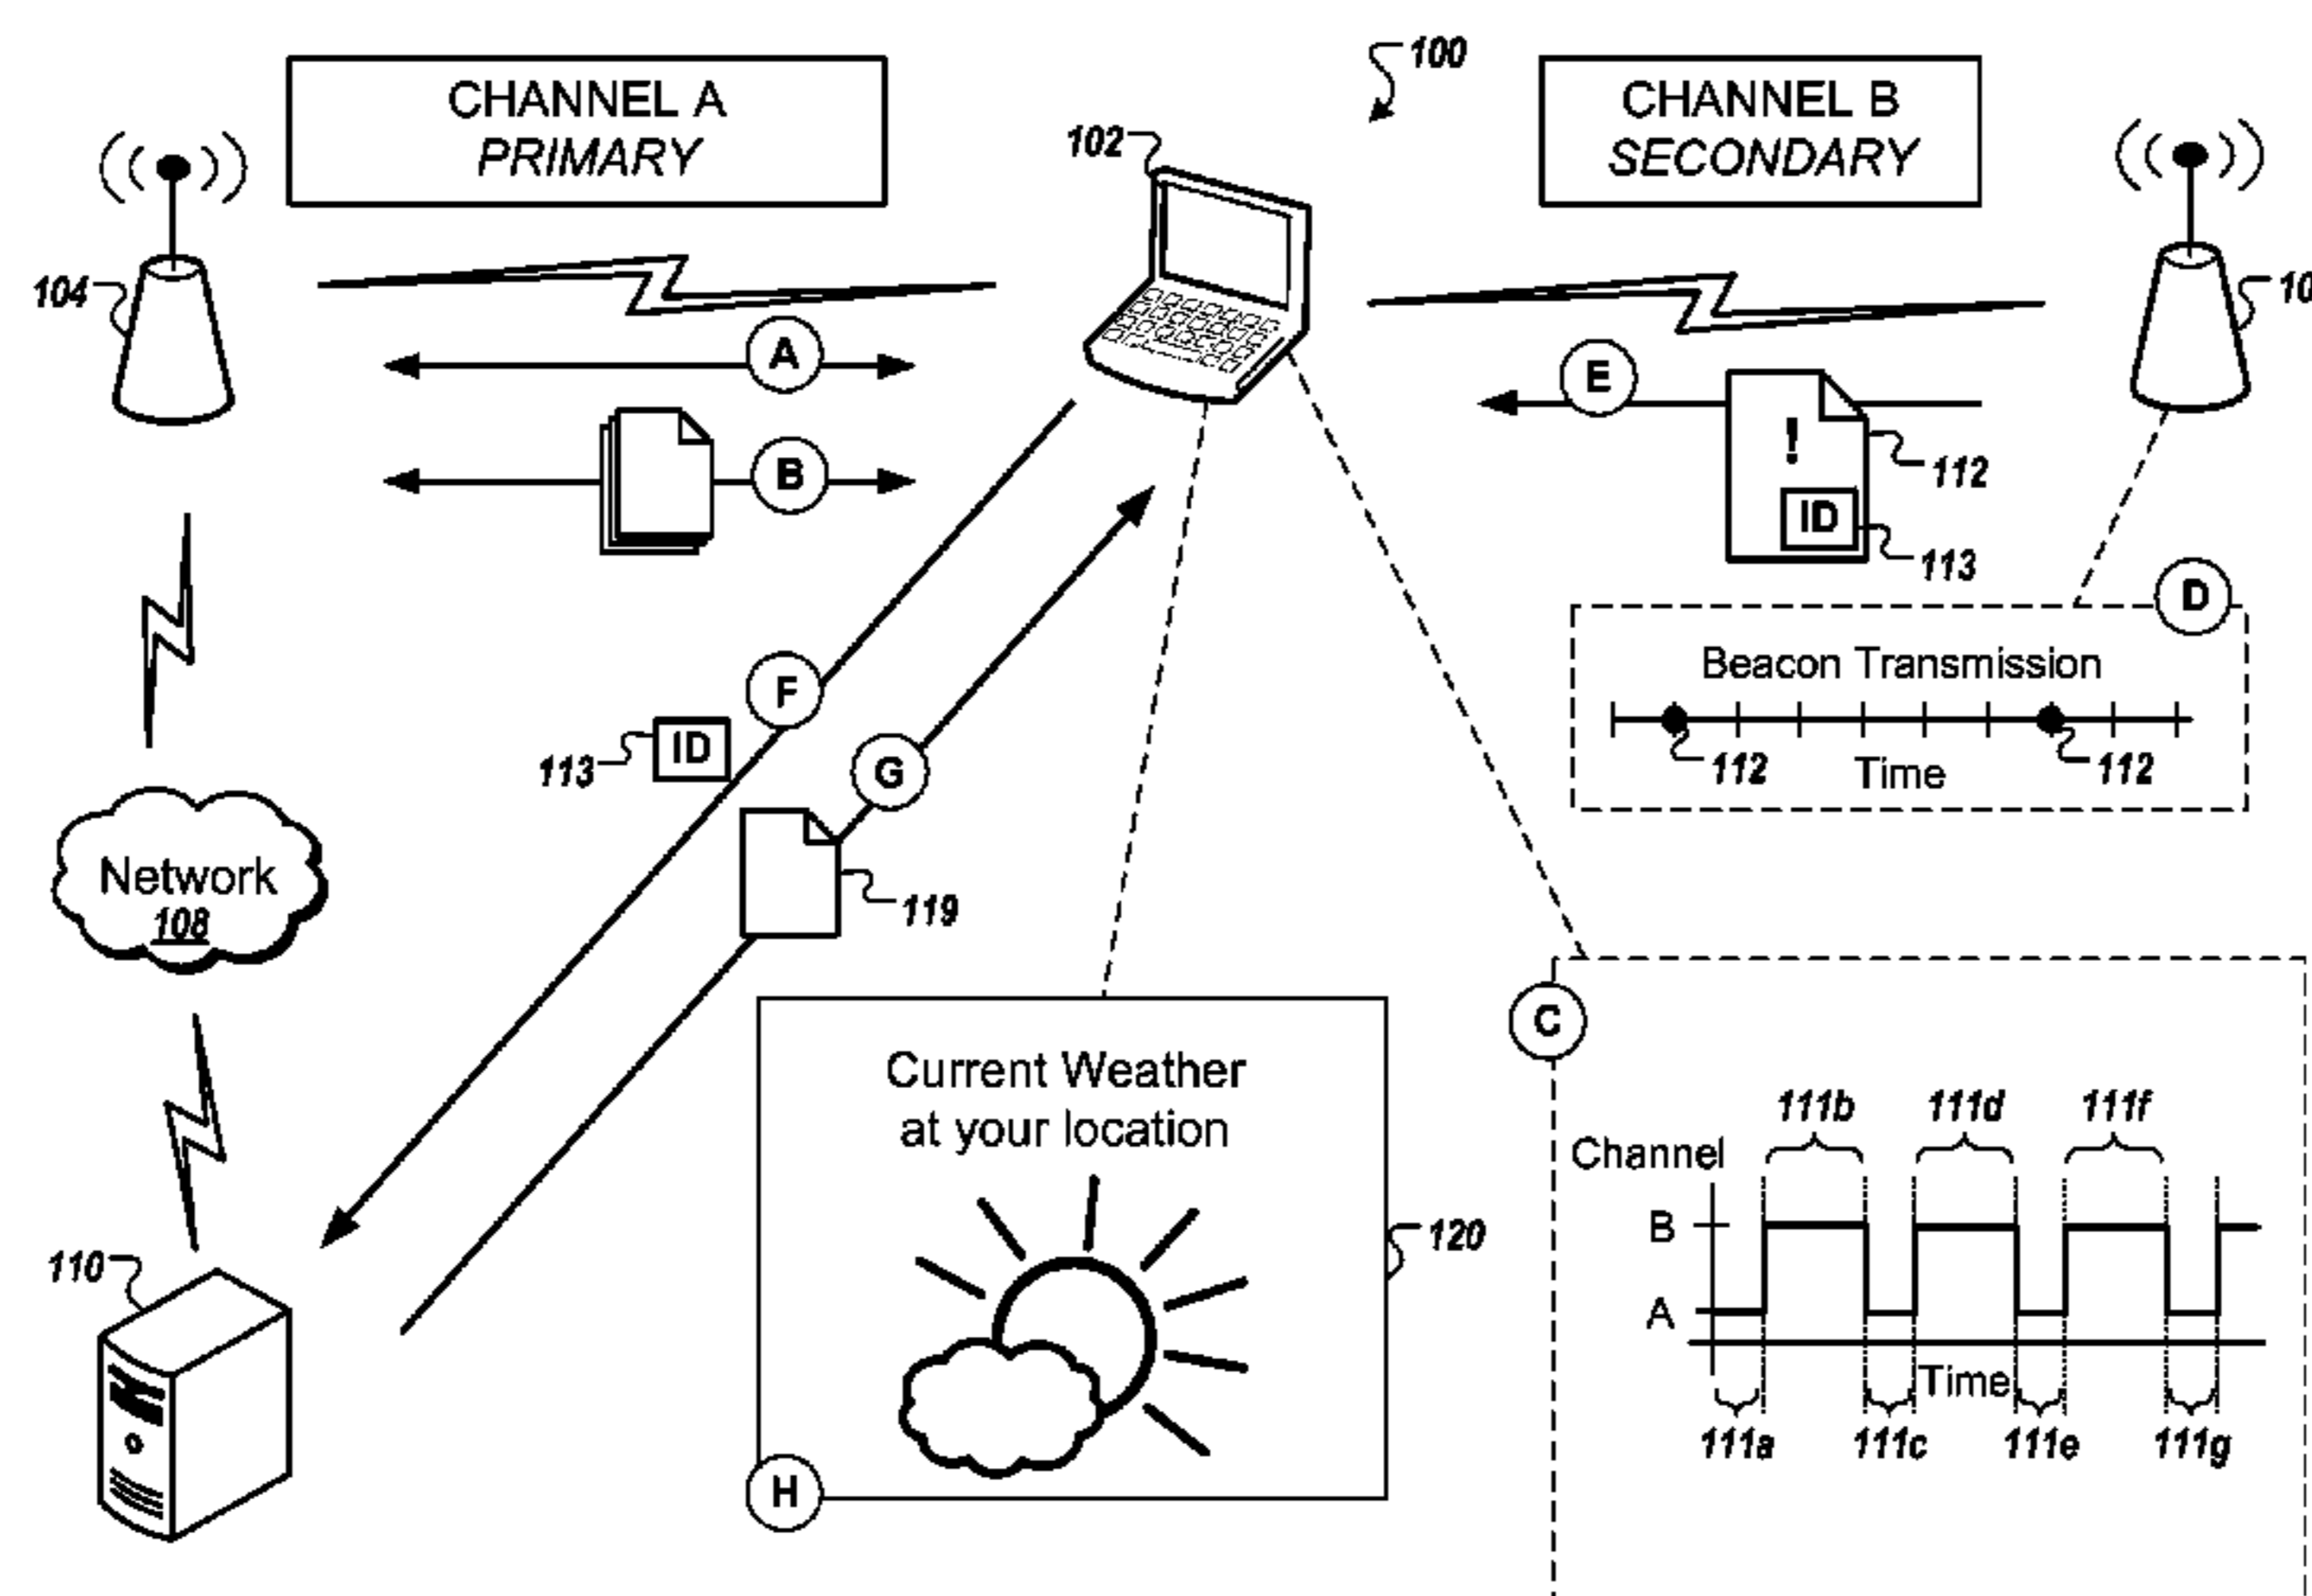 100
CHANNEL A
PRIMARY
CHANNEL B
SECONDARY
102
104
10
A
E
B
!
112
ID
113
D
Beacon Transmission
112
Time
112
F
113
ID
G
119
Network
108
C
Current Weather
at your location
111b
111d
111f
Channel
B
A
Time
111a
111c
111e
111g
120
110
H